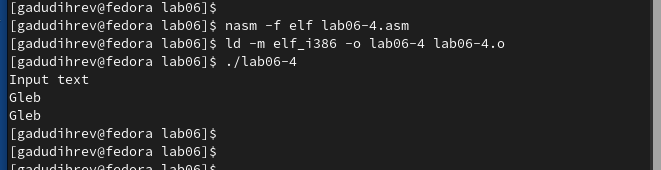 [gadudihrev@fedora lab06]$
[gadudihrev@fedora lab06]$ nasm -f elf lab06-4.asm
[gadudihrev@fedora lab06]$ ld -m elf_i386 -o lab06-4 lab06-4.o
[gadudihrev@fedora lab06]$ ./lab06-4
Input text
Gleb
Gleb
[gadudihrev@fedora lab06]$
[gadudihrev@fedora lab06]$
[gadudihrev@fedora lab06]$